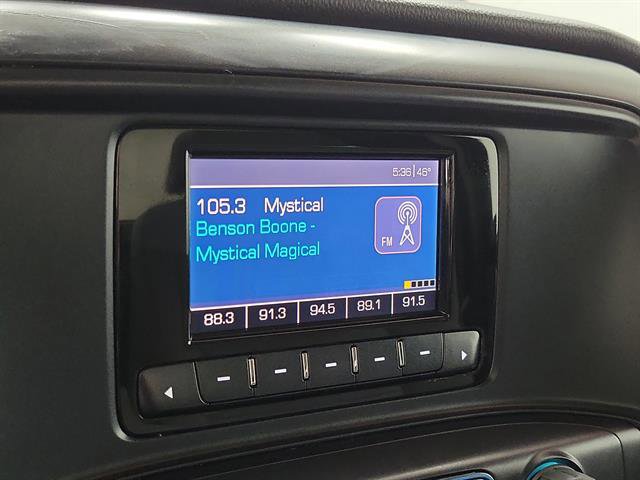 5:36 | 46°
105.3 Mystical
Benson Boone -
Mystical Magical
FM
88.3 91.3 94.5 89.1 91.5